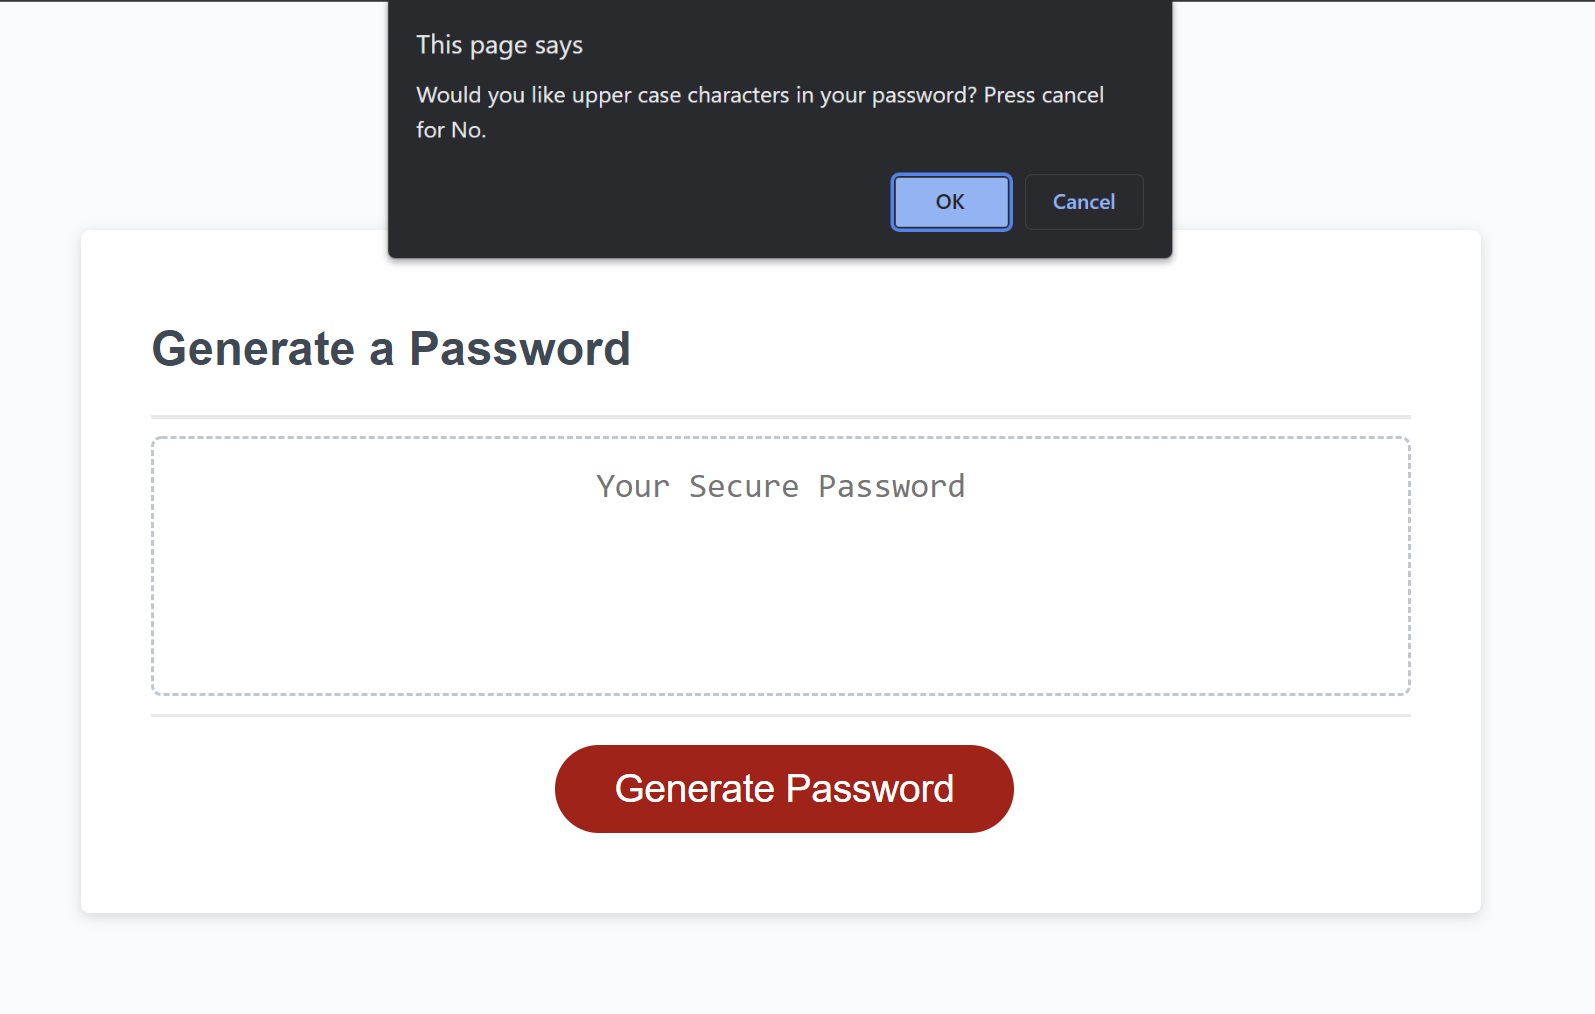 This page says
Would you like upper case characters in your password? Press cancel
for No.
OK
Cancel
Generate a Password
Your Secure Password
Generate Password